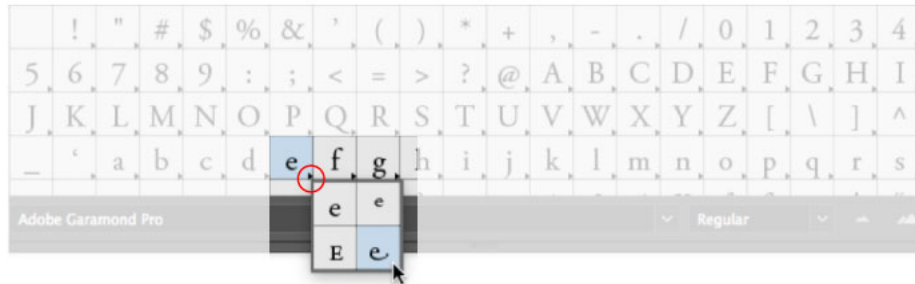 ! " # $ % & ' ( ) * + , - . / 0 1 2 3 4
5 6 7 8 9 : ; < = > ? @ A B C D E F G H I
J K L M N O P Q R S T U V W X Y Z [ \ ] ^
_ ‘ a b c d e f g h i j k l m n o p q r s
e e
Adobe Garamond Pro Regular
E e